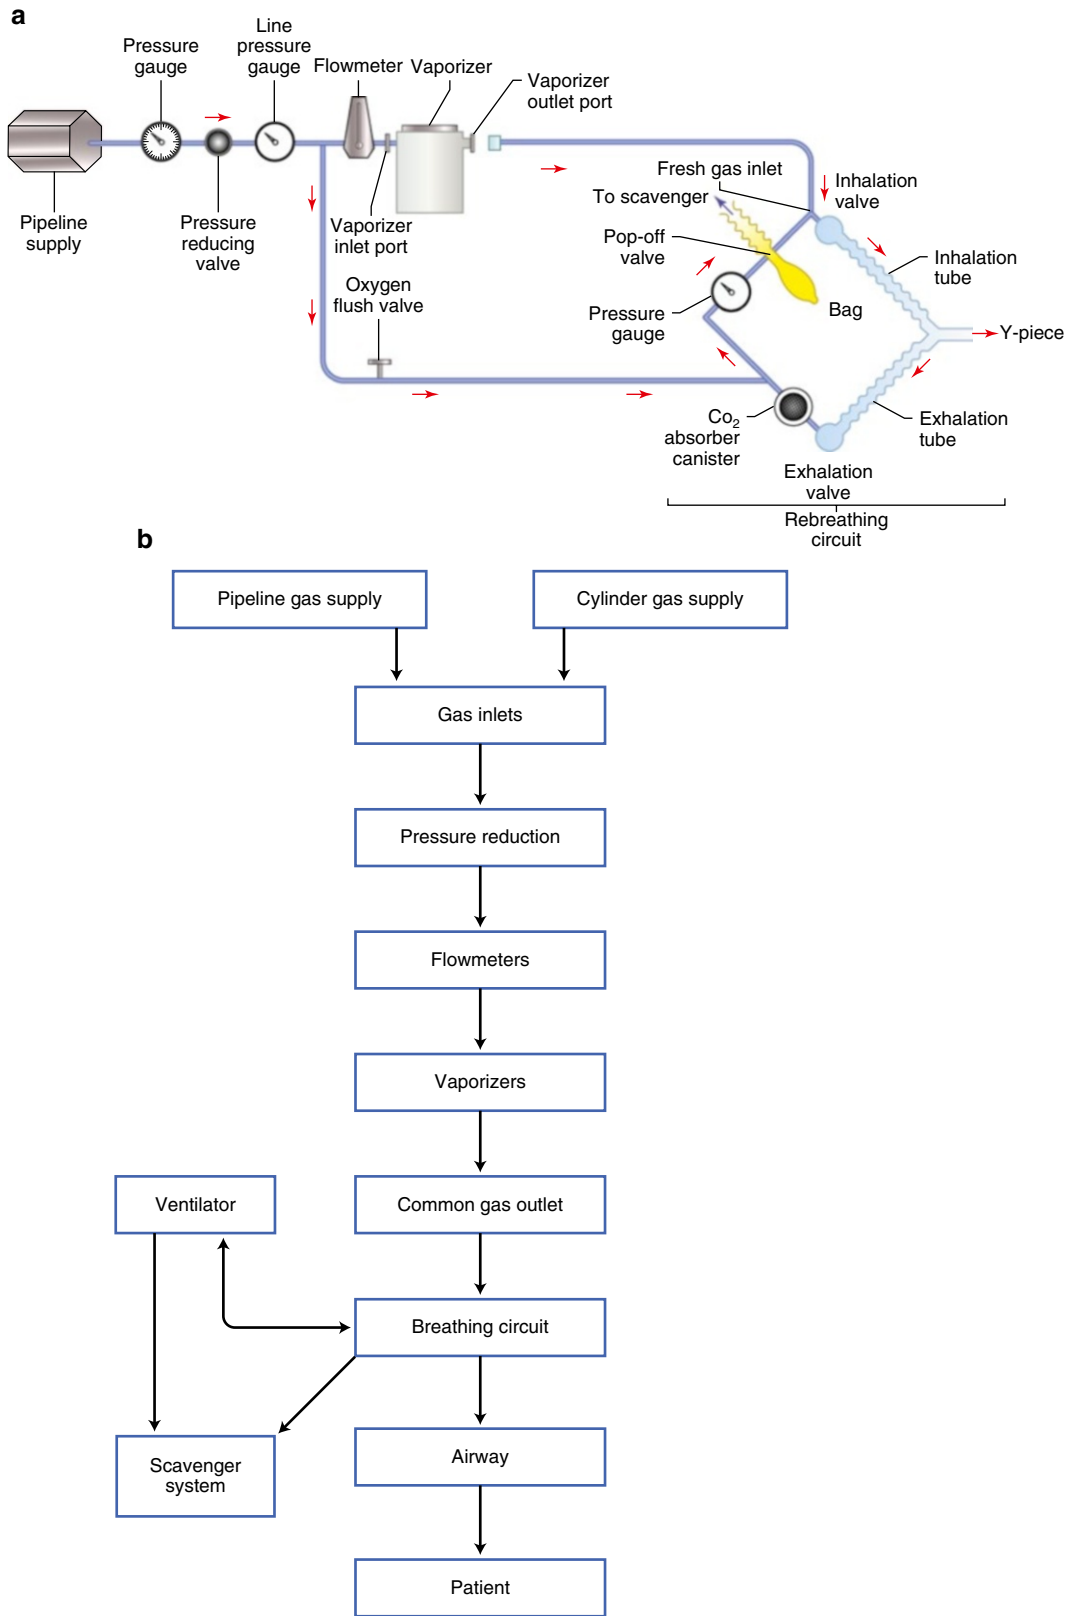 a
Pressure
gauge
Line
pressure
gauge
Flowmeter
Vaporizer
Vaporizer
outlet port
Pipeline
supply
Pressure
reducing
valve
Vaporizer
inlet port
Oxygen
flush valve
Fresh gas inlet
To scavenger
Pop-off
valve
Pressure
gauge
Bag
Inhalation
valve
Inhalation
tube
Y-piece
Co2
absorber
canister
Exhalation
tube
Exhalation
valve
Rebreathing
circuit
b
Pipeline gas supply
Cylinder gas supply
Gas inlets
Pressure reduction
Flowmeters
Vaporizers
Ventilator
Common gas outlet
Breathing circuit
Scavenger
system
Airway
Patient